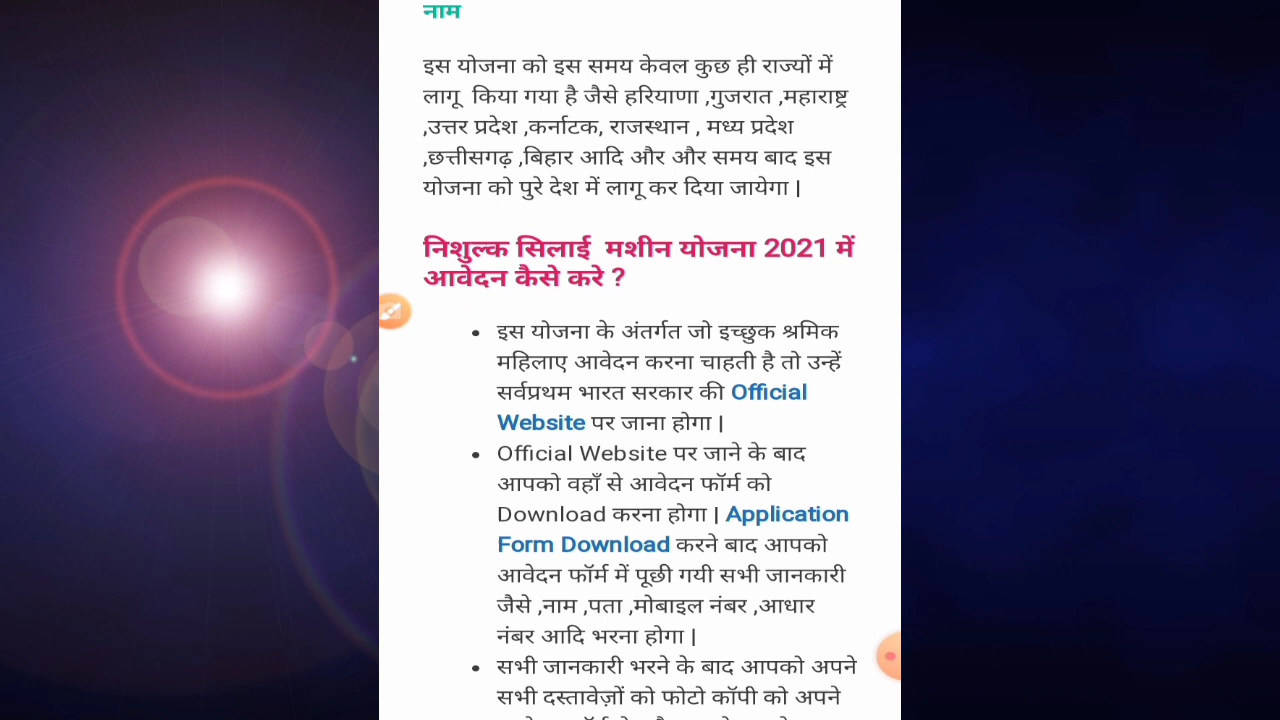 नाम
इस योजना को इस समय केवल कुछ ही राज्यों में
लागू किया गया है जैसे हरियाणा ,गुजरात ,महाराष्ट्र
,उत्तर प्रदेश ,कर्नाटक, राजस्थान , मध्य प्रदेश
,छत्तीसगढ़ ,बिहार आदि और और समय बाद इस
योजना को पुरे देश में लागू कर दिया जायेगा |
निशुल्क सिलाई मशीन योजना 2021 में
आवेदन कैसे करे ?
• इस योजना के अंतर्गत जो इच्छुक श्रमिक
महिलाए आवेदन करना चाहती है तो उन्हें
सर्वप्रथम भारत सरकार की Official
Website पर जाना होगा |
• Official Website पर जाने के बाद
आपको वहाँ से आवेदन फॉर्म को
Download करना होगा | Application
Form Download करने बाद आपको
आवेदन फॉर्म में पूछी गयी सभी जानकारी
जैसे ,नाम ,पता ,मोबाइल नंबर ,आधार
नंबर आदि भरना होगा |
• सभी जानकारी भरने के बाद आपको अपने
सभी दस्तावेज़ों को फोटो कॉपी को अपने